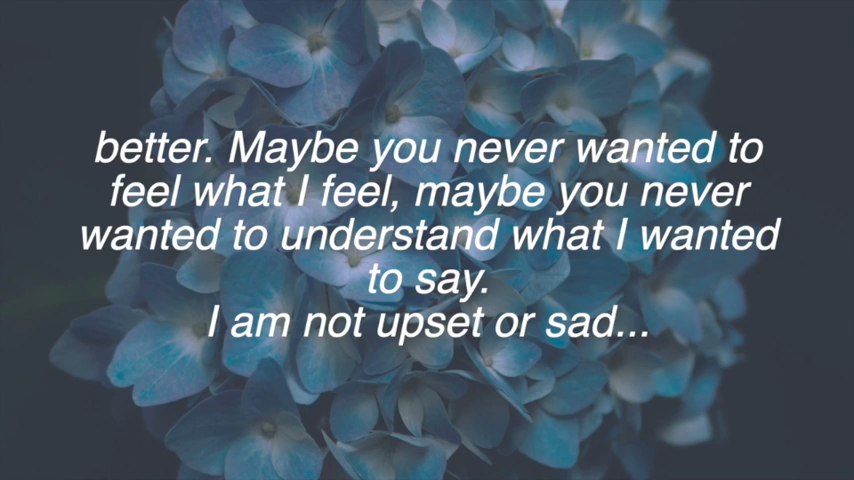 better. Maybe you never wanted to
feel what I feel, maybe you never
wanted to understand what I wanted
to say.
I am not upset or sad...